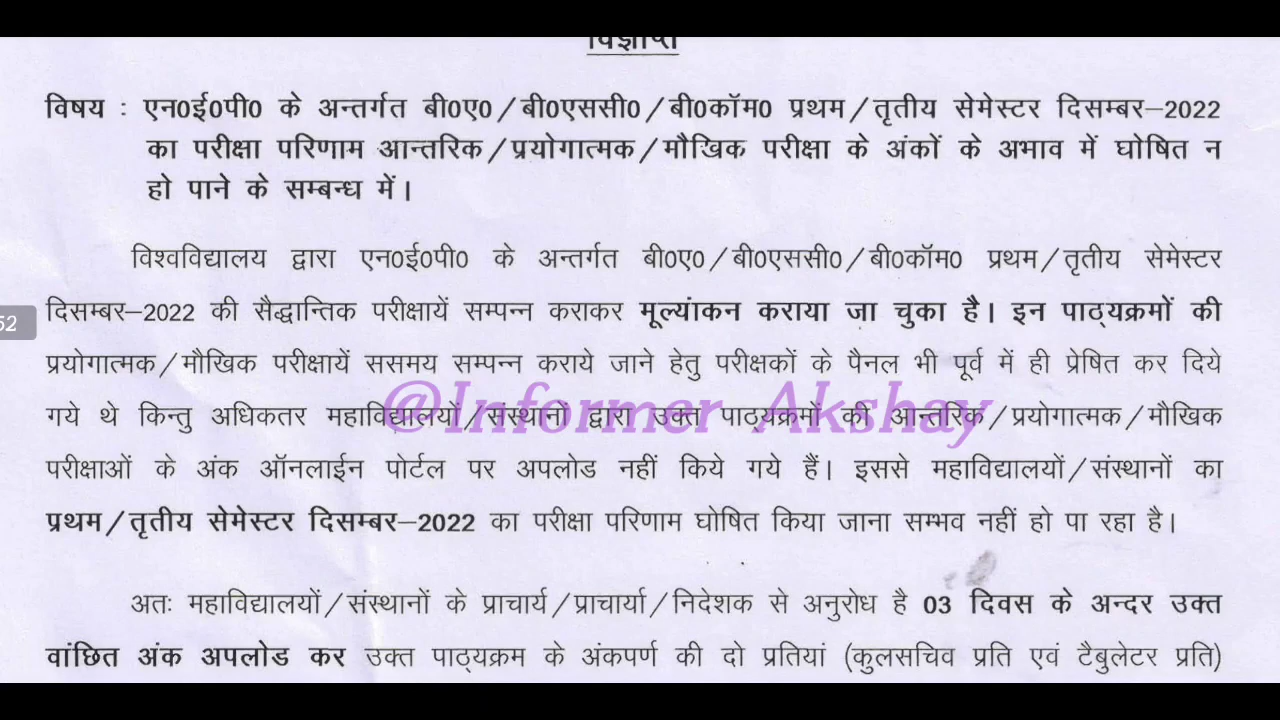 विज्ञप्ति
विषय : एन0ई0पी0 के अन्तर्गत बी0ए0/बी0एससी0/बी0कॉम0 प्रथम/तृतीय सेमेस्टर दिसम्बर–2022
का परीक्षा परिणाम आन्तरिक/प्रयोगात्मक/मौखिक परीक्षा के अंकों के अभाव में घोषित न
हो पाने के सम्बन्ध में।
विश्वविद्यालय द्वारा एन0ई0पी0 के अन्तर्गत बी0ए0/बी0एससी0/बी0कॉम0 प्रथम/तृतीय सेमेस्टर
दिसम्बर–2022 की सैद्धान्तिक परीक्षायें सम्पन्न कराकर मूल्यांकन कराया जा चुका है। इन पाठ्यक्रमों की
52
प्रयोगात्मक/मौखिक परीक्षायें ससमय सम्पन्न कराये जाने हेतु परीक्षकों के पैनल भी पूर्व में ही प्रेषित कर दिये
@Informer Akshay
गये थे किन्तु अधिकतर महाविद्यालयों/संस्थानों द्वारा उक्त पाठ्यक्रमों की आन्तरिक/प्रयोगात्मक/मौखिक
परीक्षाओं के अंक ऑनलाईन पोर्टल पर अपलोड नहीं किये गये हैं। इससे महाविद्यालयों/संस्थानों का
प्रथम/तृतीय सेमेस्टर दिसम्बर–2022 का परीक्षा परिणाम घोषित किया जाना सम्भव नहीं हो पा रहा है।
अतः महाविद्यालयों/संस्थानों के प्राचार्य/प्राचार्या/निदेशक से अनुरोध है 03 दिवस के अन्दर उक्त
वांछित अंक अपलोड कर उक्त पाठ्यक्रम के अंकपर्ण की दो प्रतियां (कुलसचिव प्रति एवं टैबुलेटर प्रति)